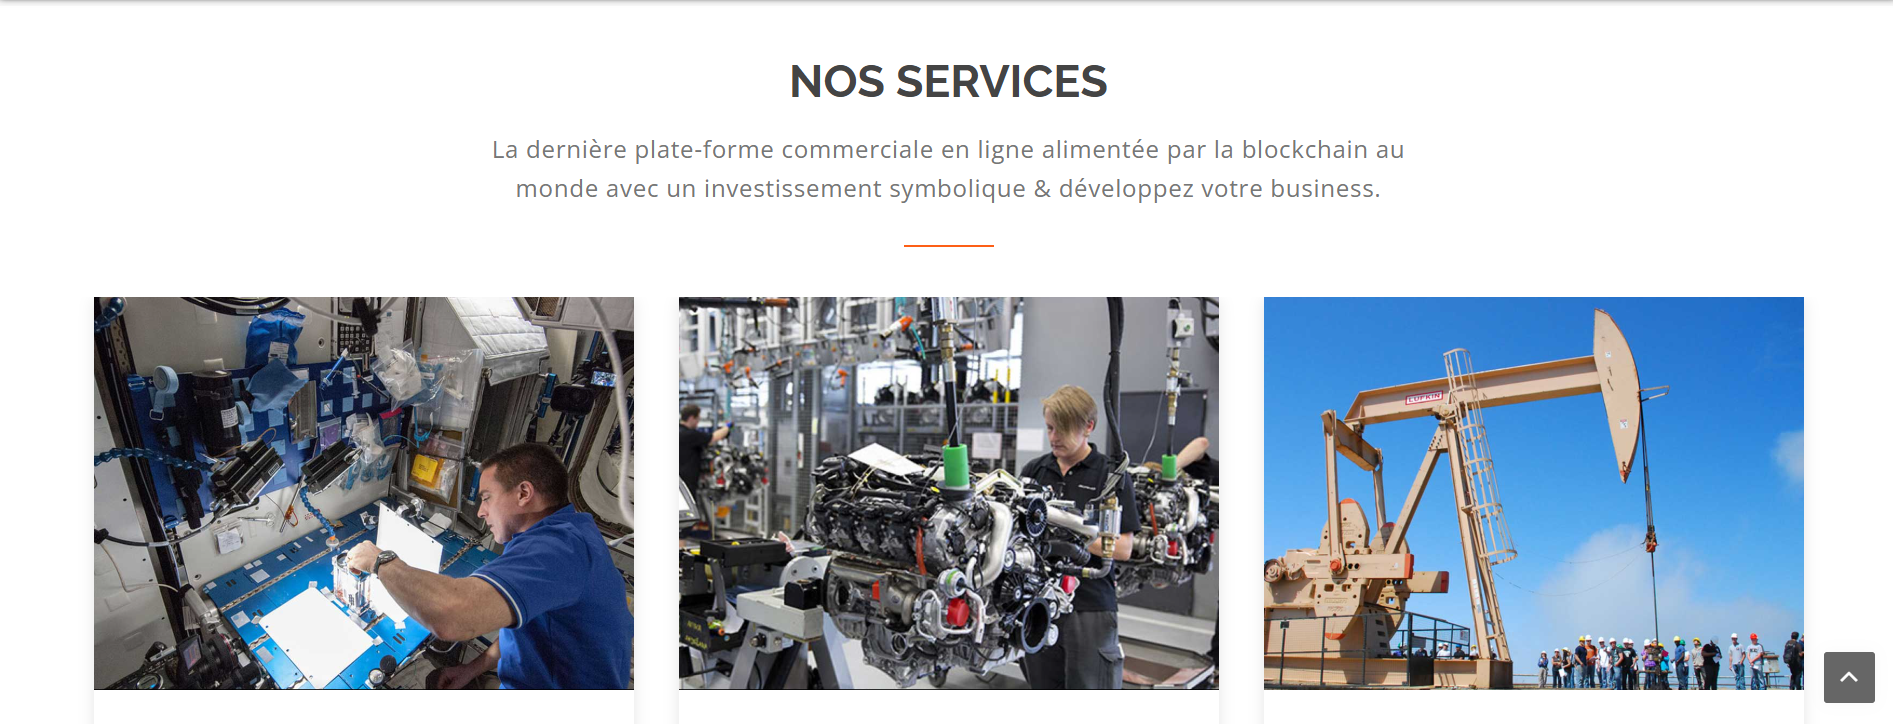 NOS SERVICES
La dernière plate-forme commerciale en ligne alimentée par la blockchain au
monde avec un investissement symbolique & développez votre business.
LUFKIN